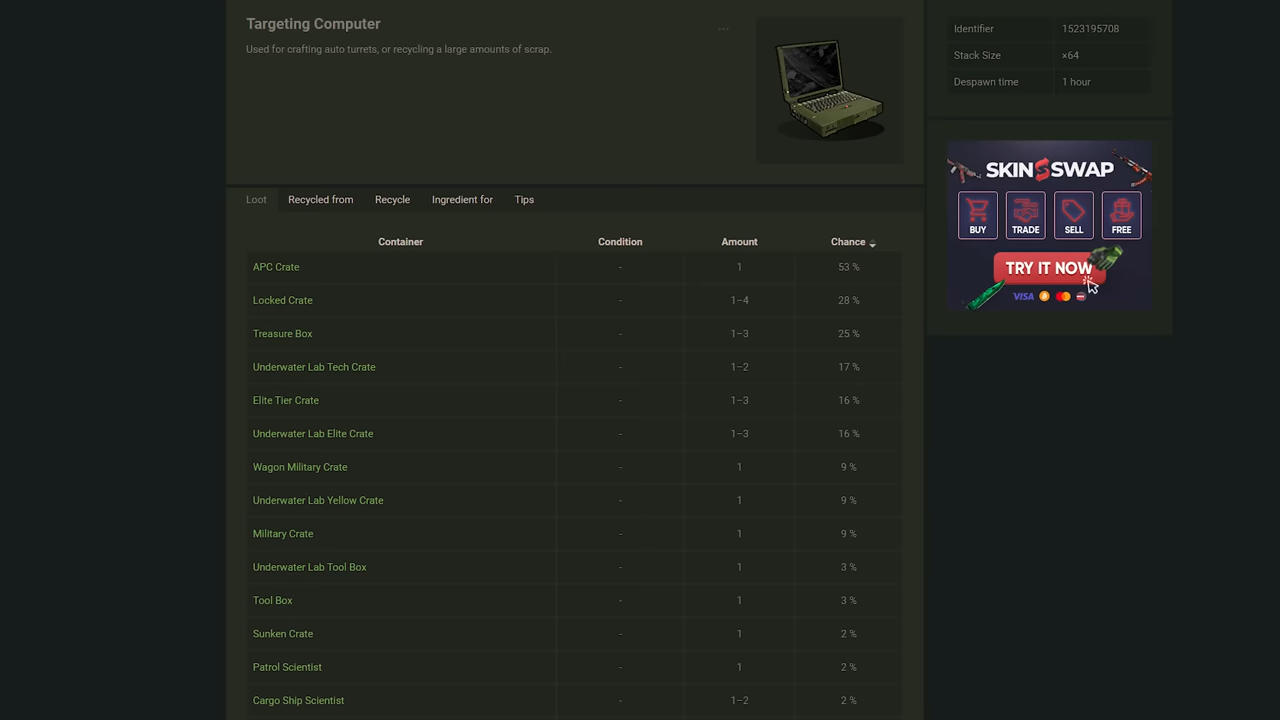 Targeting Computer
...
Used for crafting auto turrets, or recycling a large amounts of scrap.
Identifier 1523195708
Stack Size ×64
Despawn time 1 hour
SKIN SWAP
BUY TRADE SELL FREE
TRY IT NOW
VISA
Loot Recycled from Recycle Ingredient for Tips
Container Condition Amount Chance
APC Crate - 1 53 %
Locked Crate - 1–4 28 %
Treasure Box - 1–3 25 %
Underwater Lab Tech Crate - 1–2 17 %
Elite Tier Crate - 1–3 16 %
Underwater Lab Elite Crate - 1–3 16 %
Wagon Military Crate - 1 9 %
Underwater Lab Yellow Crate - 1 9 %
Military Crate - 1 9 %
Underwater Lab Tool Box - 1 3 %
Tool Box - 1 3 %
Sunken Crate - 1 2 %
Patrol Scientist - 1 2 %
Cargo Ship Scientist - 1–2 2 %